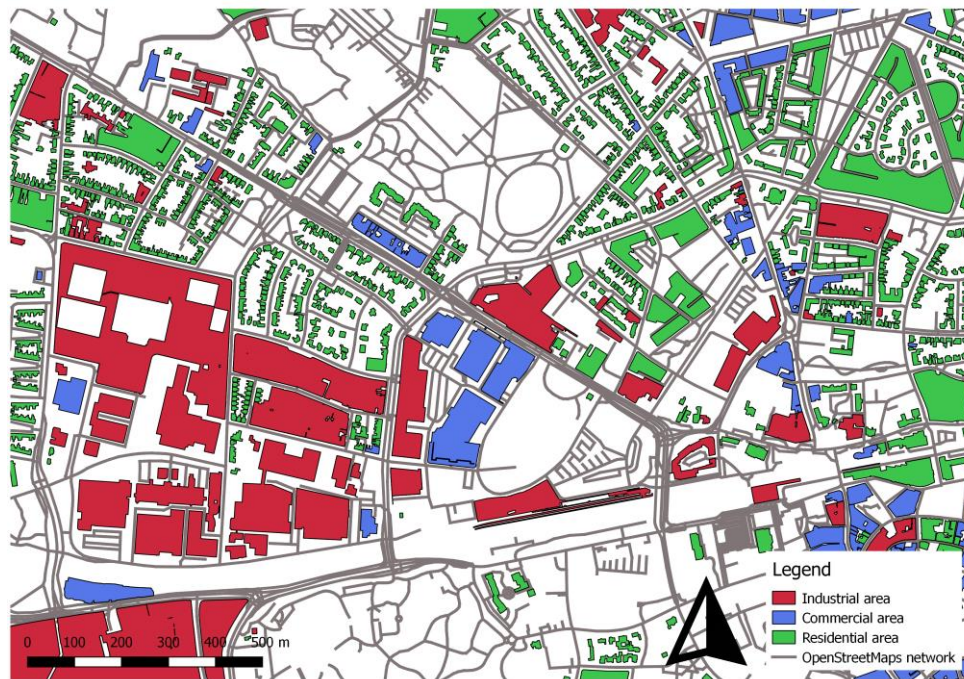 Legend
Industrial area
Commercial area
Residential area
OpenStreetMaps network
0 100 200 300 400 500 m